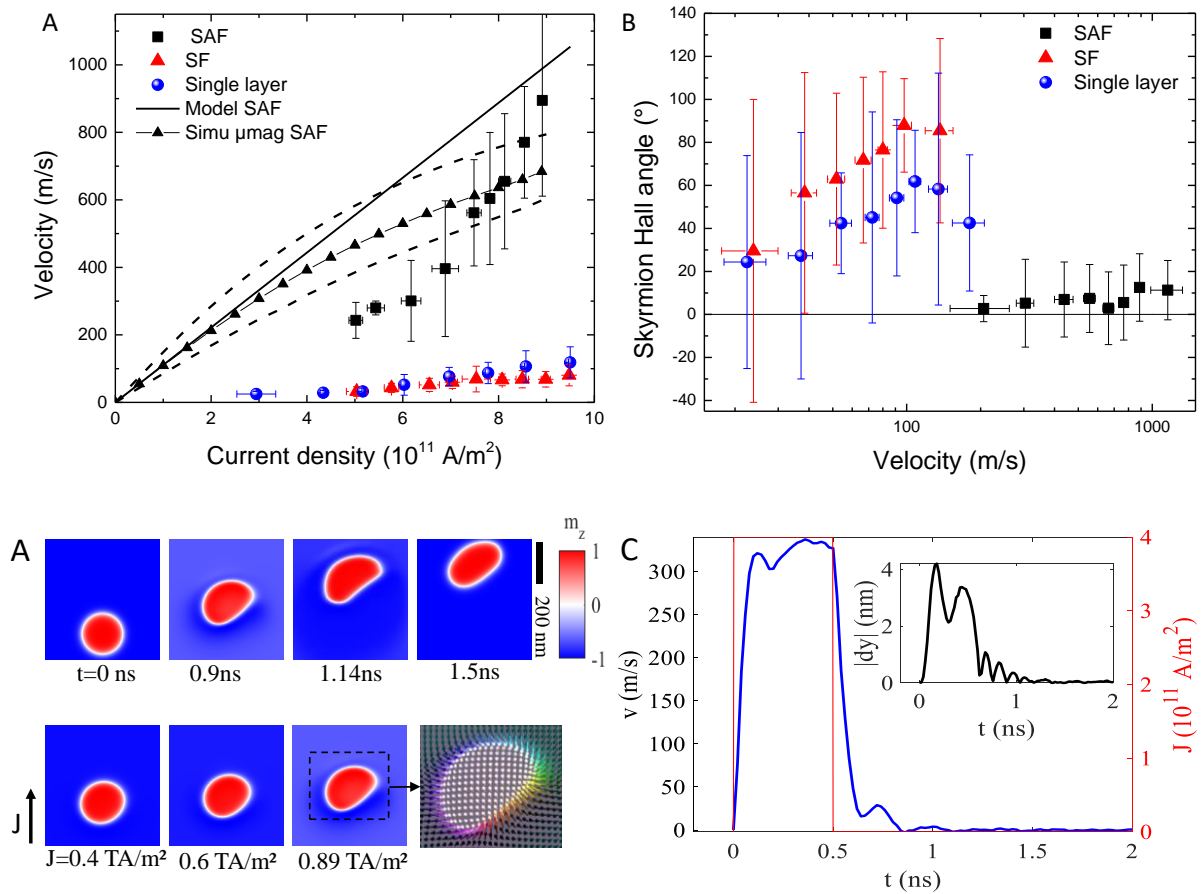 A
SAF
SF
Single layer
Model SAF
Simu μmag SAF
1000
800
600
400
200
0
Velocity (m/s)
0 2 4 6 8 10
Current density (10¹¹ A/m²)
B
SAF
SF
Single layer
140
120
100
80
60
40
20
0
-20
-40
Skyrmion Hall angle (°)
100 1000
Velocity (m/s)
A
t=0 ns
0.9ns
1.14ns
1.5ns
200 nm
m_z
1
0
-1
J
J=0.4 TA/m²
0.6 TA/m²
0.89 TA/m²
C
300
250
200
150
100
50
0
v (m/s)
0 0.5 1 1.5 2
t (ns)
4
3
2
1
0
J (10¹¹ A/m²)
4
2
0
|dy| (nm)
0 1 2
t (ns)